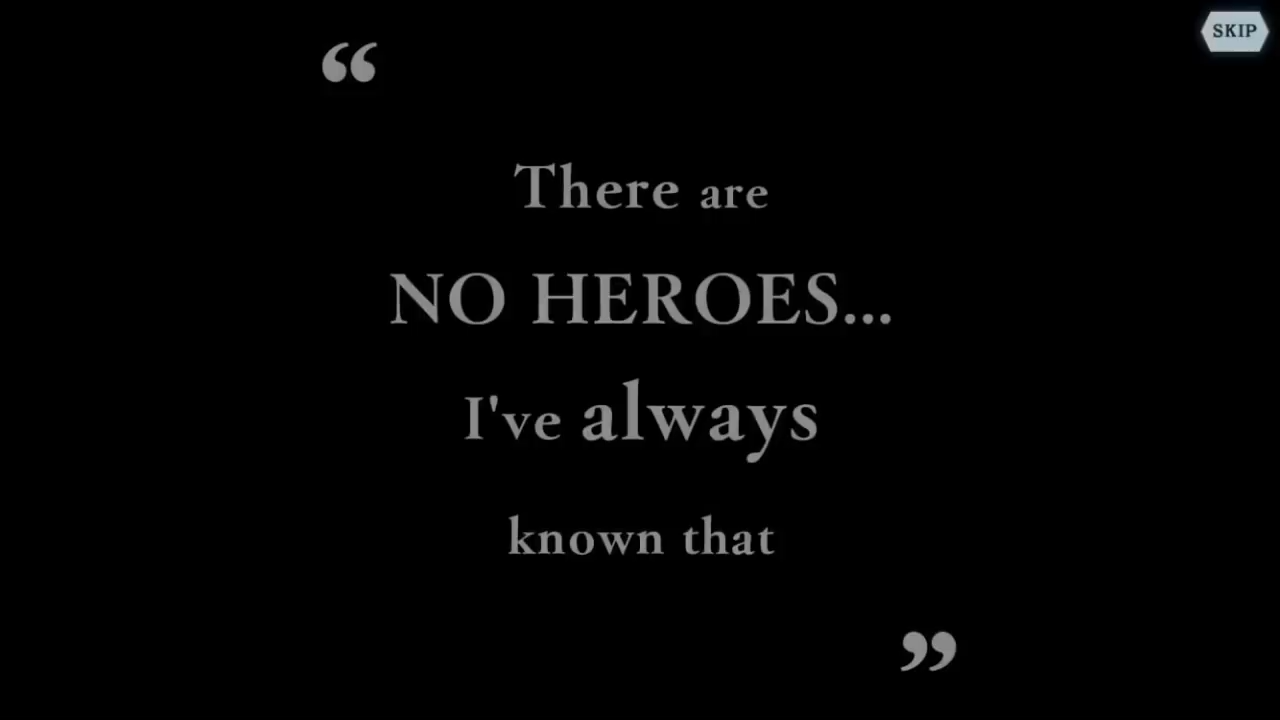 SKIP
“
There are
NO HEROES...
I've always
known that
”